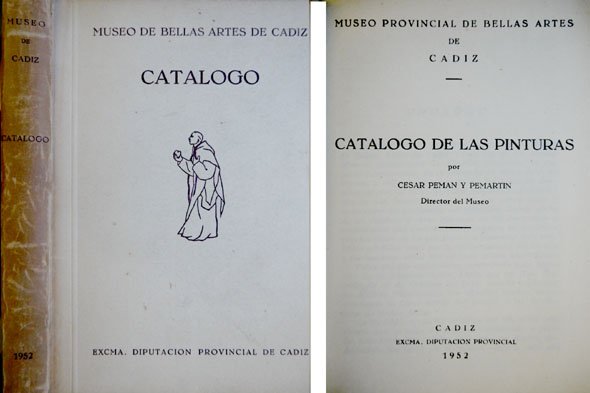 MUSEO
DE
CADIZ
CATALOGO
1952
MUSEO DE BELLAS ARTES DE CADIZ
CATALOGO
EXCMA. DIPUTACION PROVINCIAL DE CADIZ
MUSEO PROVINCIAL DE BELLAS ARTES
DE
CADIZ
CATALOGO DE LAS PINTURAS
por
CESAR PEMAN Y PEMARTIN
Director del Museo
CADIZ
EXCMA. DIPUTACION PROVINCIAL
1952